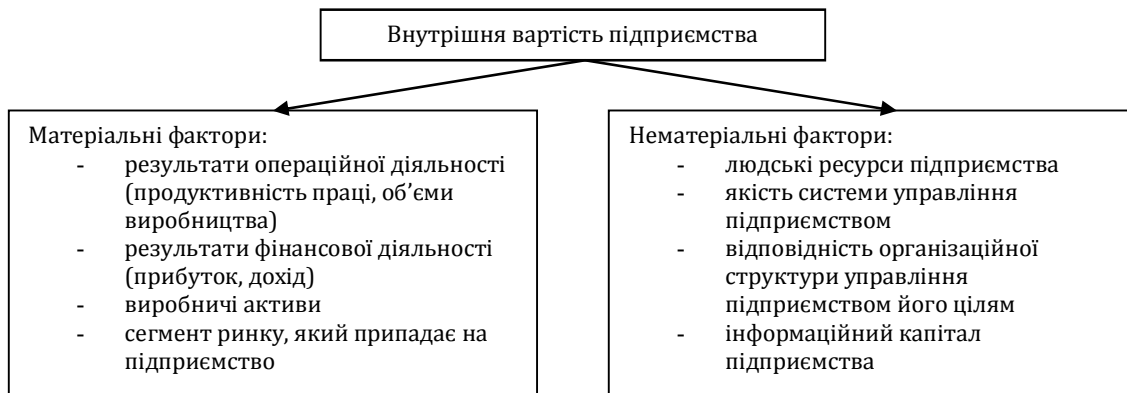 Внутрішня вартість підприємства
Матеріальні фактори:
- результати операційної діяльності
(продуктивність праці, об’єми
виробництва)
- результати фінансової діяльності
(прибуток, дохід)
- виробничі активи
- сегмент ринку, який припадає на
підприємство
Нематеріальні фактори:
- людські ресурси підприємства
- якість системи управління
підприємством
- відповідність організаційної
структури управління
підприємством його цілям
- інформаційний капітал
підприємства